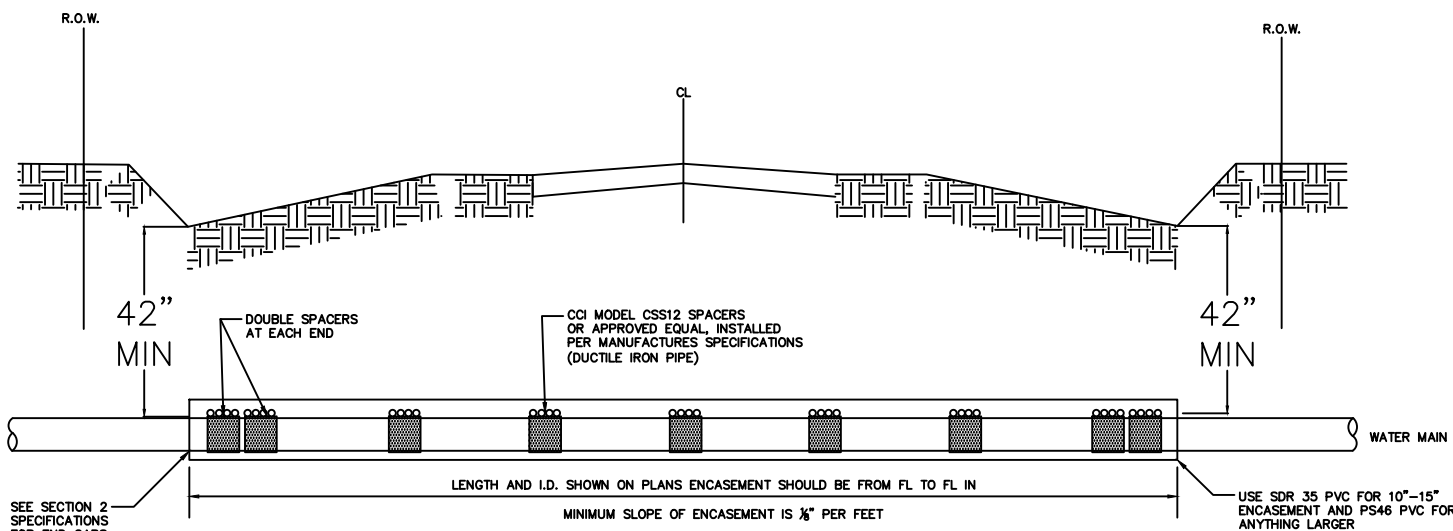 R.O.W.
R.O.W.
CL
42”
MIN
DOUBLE SPACERS
AT EACH END
CCI MODEL CSS12 SPACERS
OR APPROVED EQUAL, INSTALLED
PER MANUFACTURES SPECIFICATIONS
(DUCTILE IRON PIPE)
42”
MIN
WATER MAIN
LENGTH AND I.D. SHOWN ON PLANS ENCASEMENT SHOULD BE FROM FL TO FL IN
MINIMUM SLOPE OF ENCASEMENT IS ⅛" PER FEET
SEE SECTION 2
SPECIFICATIONS
FOR END CAPS
USE SDR 35 PVC FOR 10"-15"
ENCASEMENT AND PS46 PVC FOR
ANYTHING LARGER